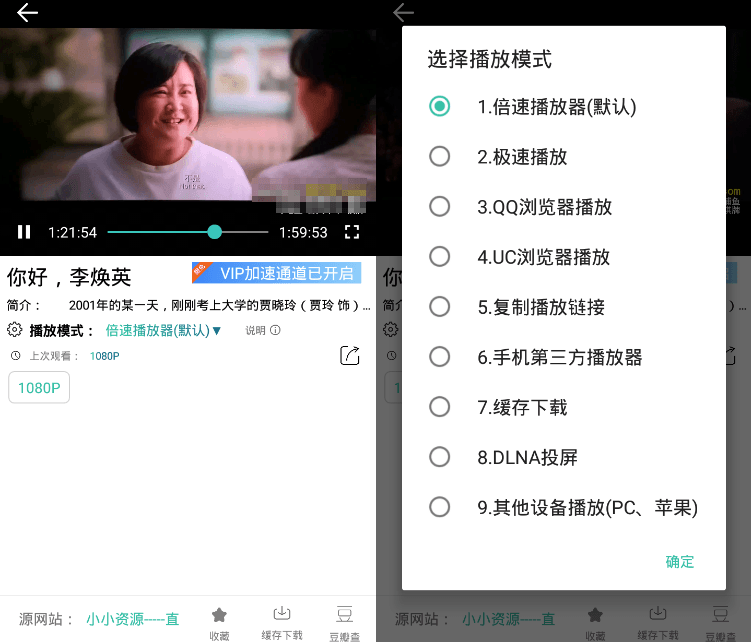 不是
Not real
1:21:54
1:59:53
你好，李焕英
VIP加速通道已开启
简介： 2001年的某一天，刚刚考上大学的贾晓玲（贾玲 饰）...
播放模式： 倍速播放器(默认)▼ 说明
上次观看： 1080P
1080P
源网站： 小小资源-----直
收藏
缓存下载
豆瓣查
选择播放模式
1.倍速播放器(默认)
2.极速播放
3.QQ浏览器播放
4.UC浏览器播放
5.复制播放链接
6.手机第三方播放器
7.缓存下载
8.DLNA投屏
9.其他设备播放(PC、苹果)
确定
你
简介
)...
1
源网站： 小小资源-----直
收藏
缓存下载
豆瓣查